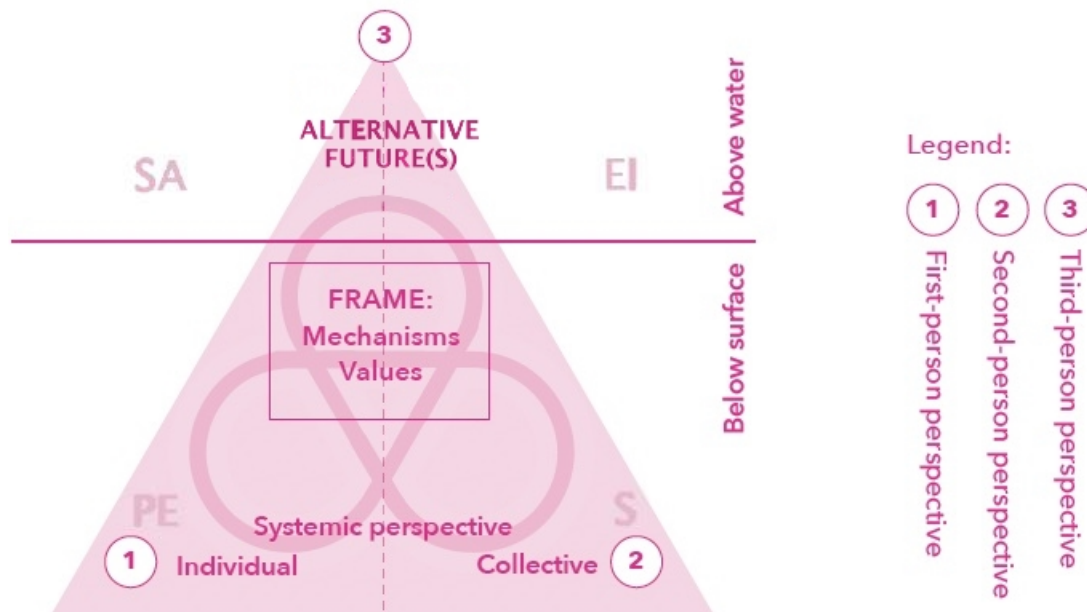 3
ALTERNATIVE
FUTURE(S)
SA
EI
Above water
FRAME:
Mechanisms
Values
Below surface
PE
S
Systemic perspective
1
Individual
Collective
2
Legend:
1
2
3
First-person perspective
Second-person perspective
Third-person perspective